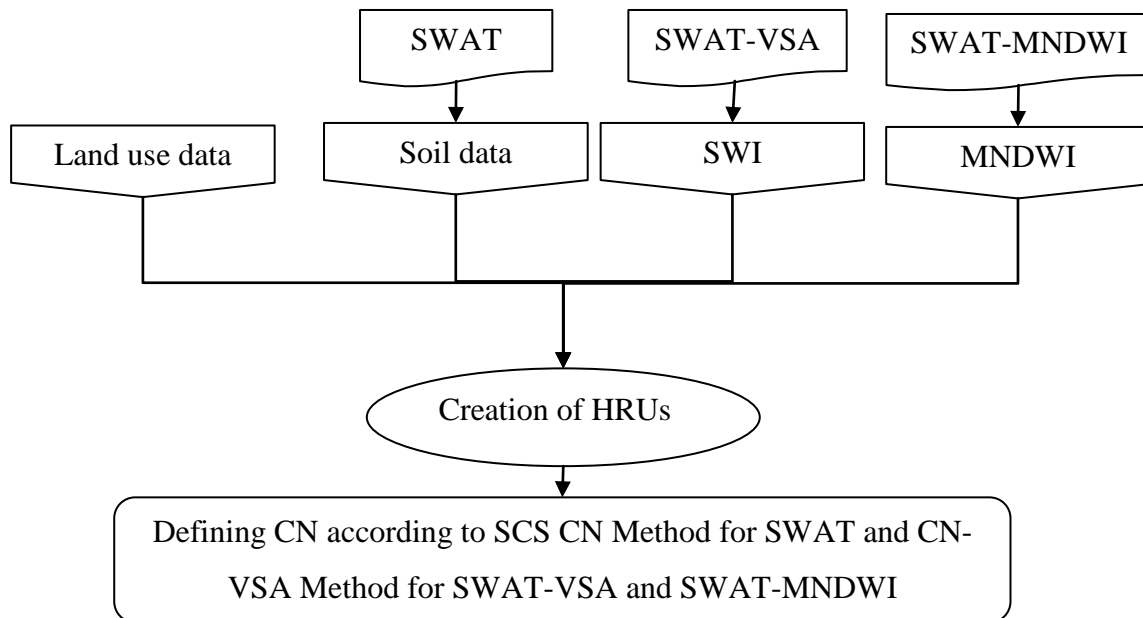 SWAT
SWAT-VSA
SWAT-MNDWI
Land use data
Soil data
SWI
MNDWI
Creation of HRUs
Defining CN according to SCS CN Method for SWAT and CN-
VSA Method for SWAT-VSA and SWAT-MNDWI